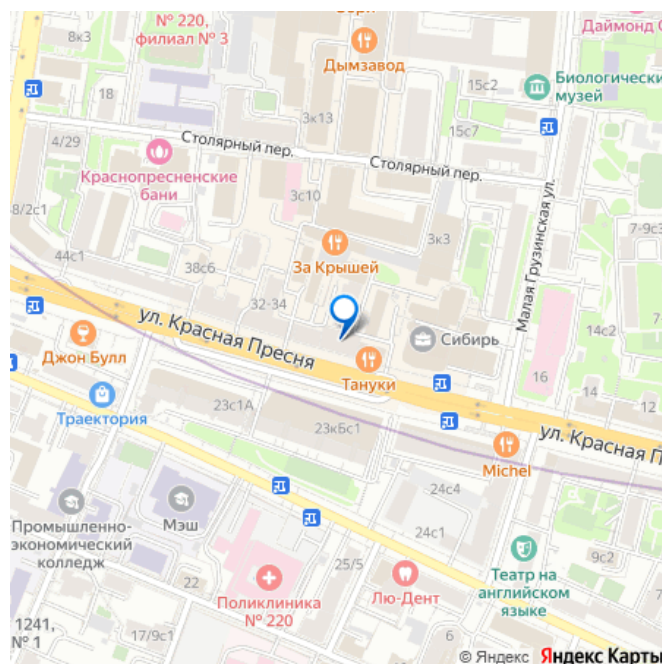 № 220,
филиал № 3
8к3
Дымзавод
Даймонд
15с2
Биологический
музей
18
3к13
15с7
4/29
Столярный пер.
Столярный пер.
Краснопресненские
бани
3с10
Малая Грузинская ул.
8/2с1
7-9с3
44с1
38с6
За Крышей
3к3
32-34
14с2
ул. Красная Пресня
Сибирь
Джон Булл
Тануки
16
14
12
Траектория
23с1А
23кБс1
ул. Красная П
Michel
24с4
Промышленно-
экономический
колледж
Мэш
24с1
9с2
25/5
Театр на
английском
языке
22
Поликлиника
№ 220
Лю-Дент
1241,
№ 1
17/9с1
6
7
© Яндекс Яндекс Карты